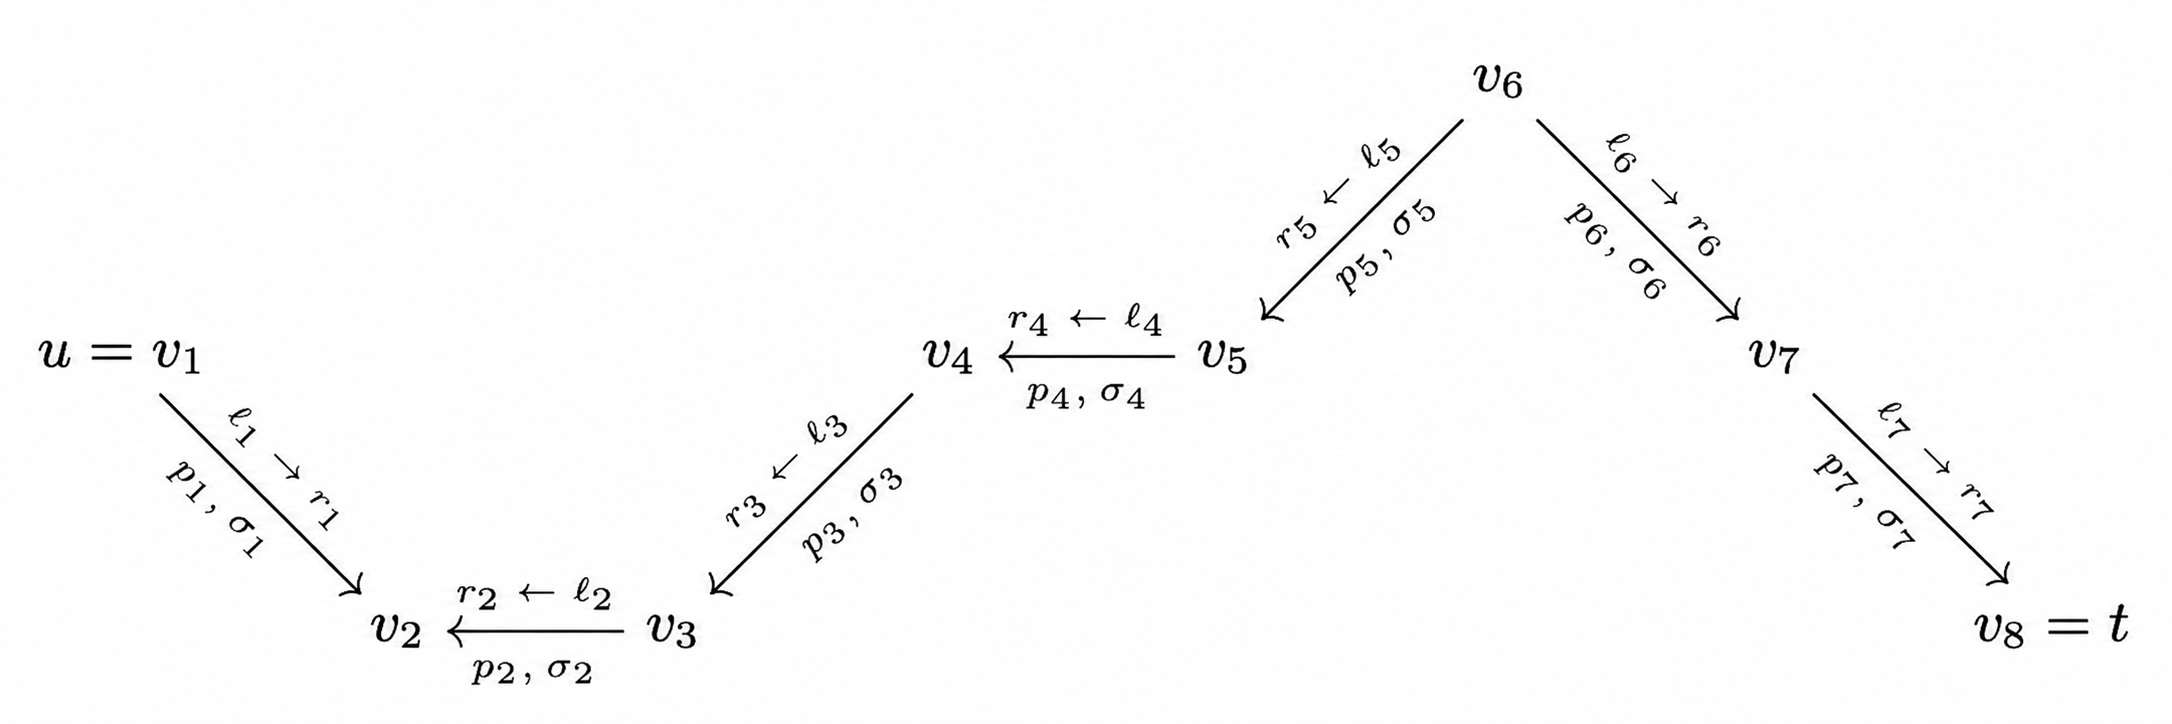 v₆
r₅ ← ℓ₅
p₅, σ₅
ℓ₆ → r₆
p₆, σ₆
u = v₁
v₄
r₄ ← ℓ₄
p₄, σ₄
v₅
v₇
ℓ₁ → r₁
p₁, σ₁
r₃ ← ℓ₃
p₃, σ₃
ℓ₇ → r₇
p₇, σ₇
v₂
r₂ ← ℓ₂
p₂, σ₂
v₃
v₈ = t